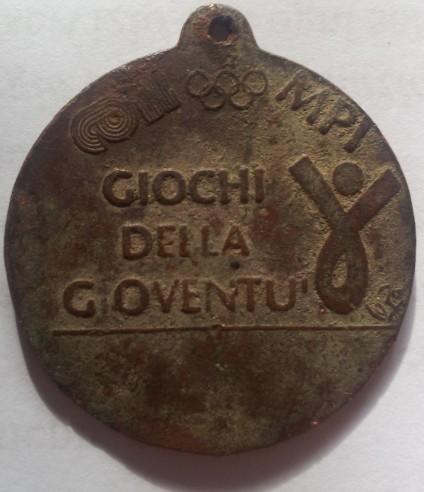 MPI
GIOCHI
DELLA
GIOVENTU'